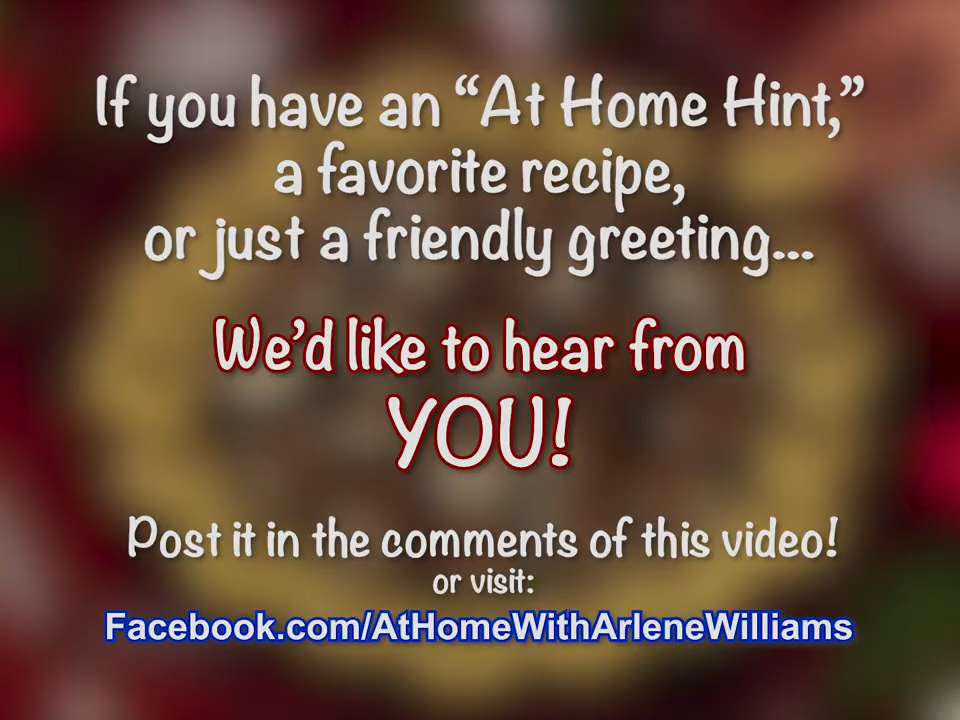 If you have an “At Home Hint,”
a favorite recipe,
or just a friendly greeting...
We’d like to hear from
YOU!
Post it in the comments of this video!
or visit:
Facebook.com/AtHomeWithArleneWilliams